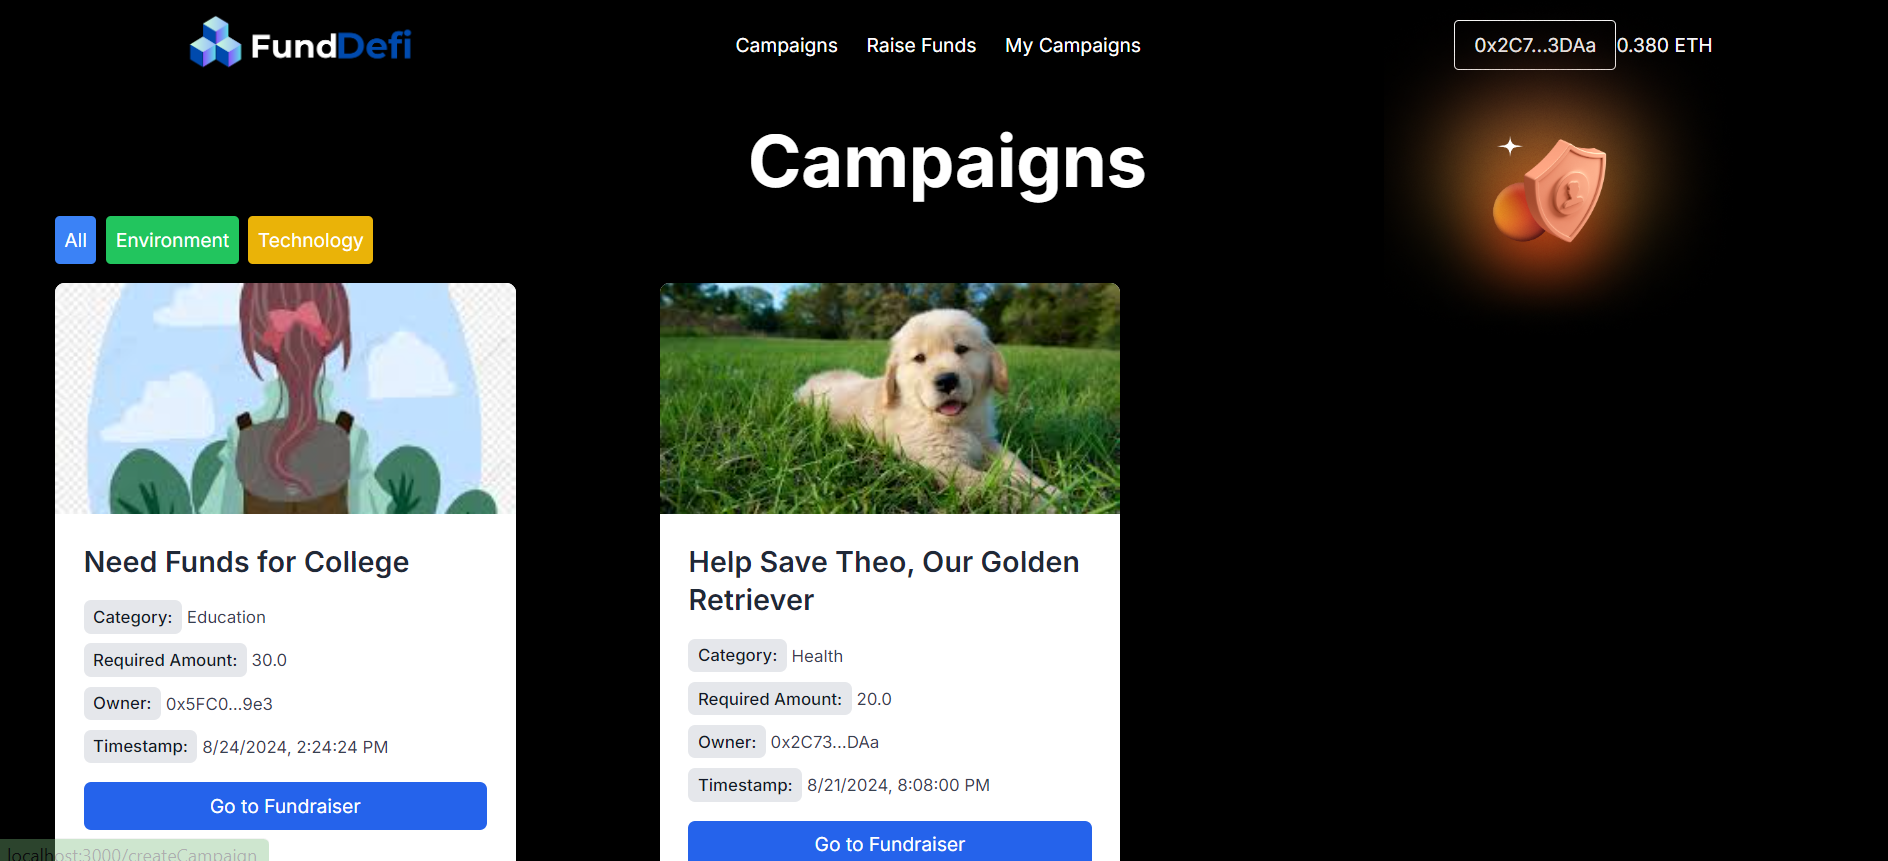 FundDefi
Campaigns Raise Funds My Campaigns
0x2C7...3DAa 0.380 ETH
Campaigns
All Environment Technology
Need Funds for College
Category: Education
Required Amount: 30.0
Owner: 0x5FC0...9e3
Timestamp: 8/24/2024, 2:24:24 PM
Go to Fundraiser
Help Save Theo, Our Golden
Retriever
Category: Health
Required Amount: 20.0
Owner: 0x2C73...DAa
Timestamp: 8/21/2024, 8:08:00 PM
Go to Fundraiser
localhost:3000/createCampaign